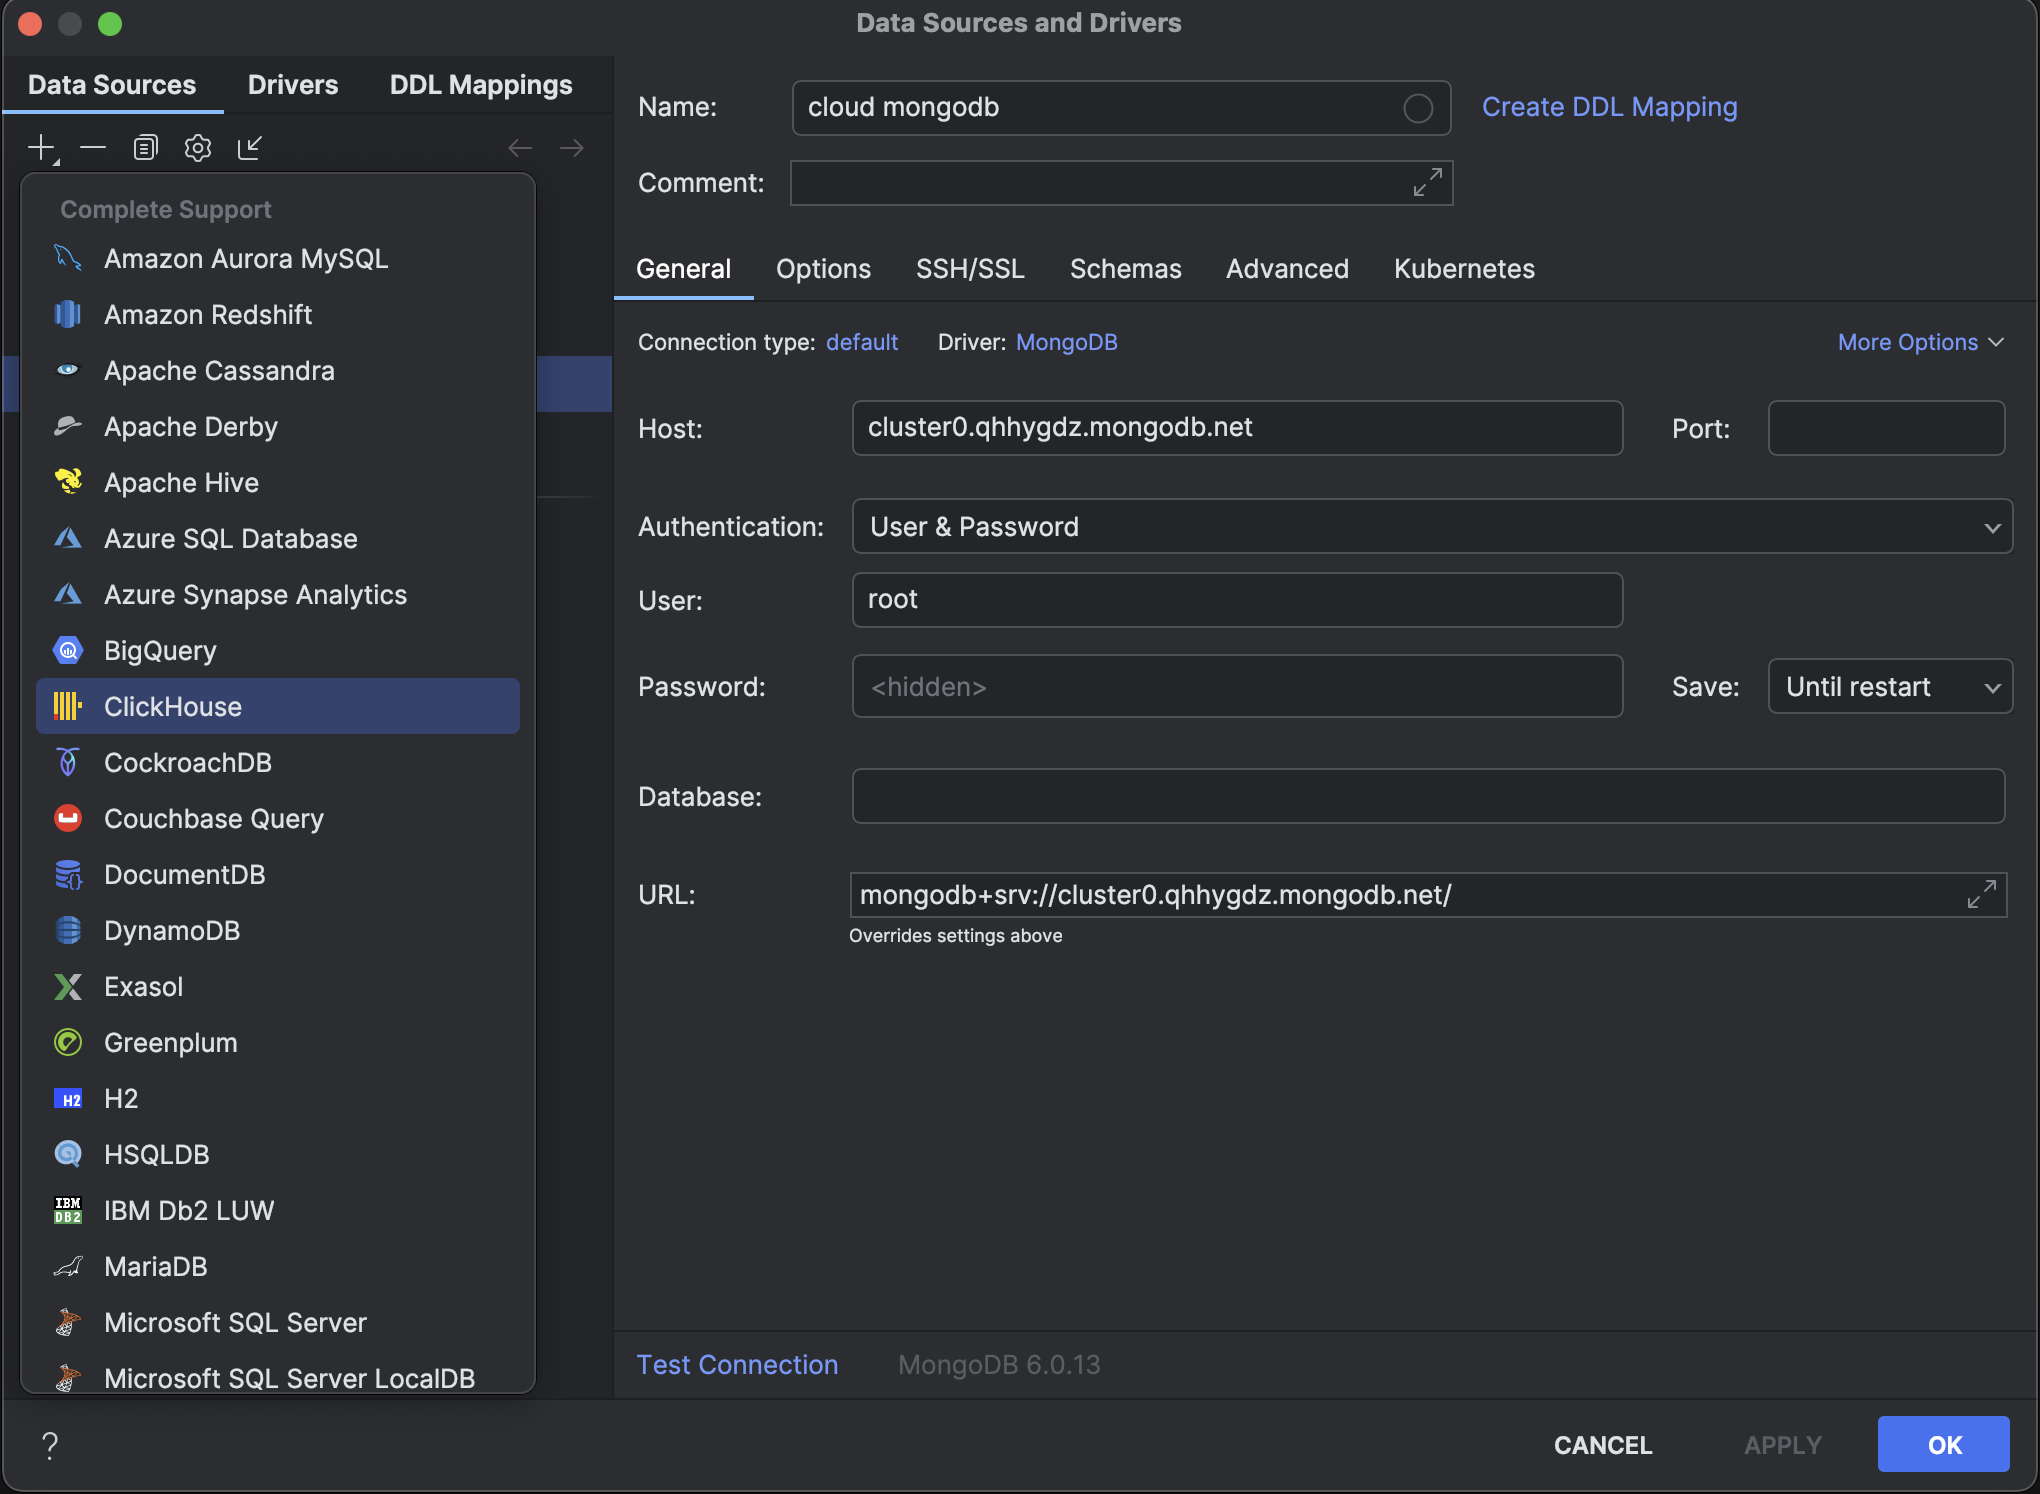 Data Sources and Drivers
Data Sources Drivers DDL Mappings
Complete Support
Amazon Aurora MySQL
Amazon Redshift
Apache Cassandra
Apache Derby
Apache Hive
Azure SQL Database
Azure Synapse Analytics
BigQuery
ClickHouse
CockroachDB
Couchbase Query
DocumentDB
DynamoDB
Exasol
Greenplum
H2 H2
HSQLDB
IBM DB2 IBM Db2 LUW
MariaDB
Microsoft SQL Server
Microsoft SQL Server LocalDB
?
Name: cloud mongodb Create DDL Mapping
Comment:
General Options SSH/SSL Schemas Advanced Kubernetes
Connection type: default Driver: MongoDB More Options
Host: cluster0.qhhygdz.mongodb.net Port:
Authentication: User & Password
User: root
Password: <hidden> Save: Until restart
Database:
URL: mongodb+srv://cluster0.qhhygdz.mongodb.net/
Overrides settings above
Test Connection MongoDB 6.0.13
CANCEL APPLY OK